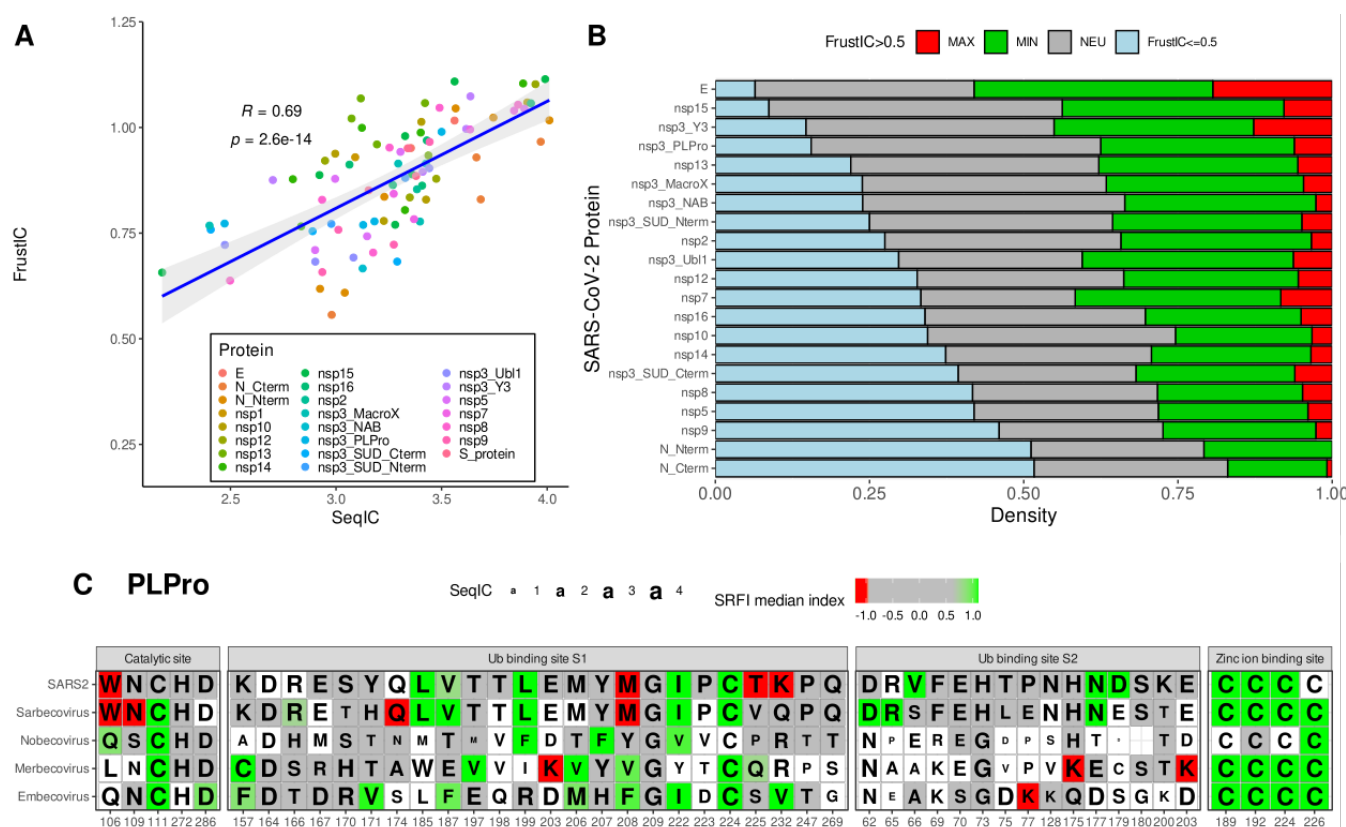 A
1.25
1.00
0.75
0.50
0.25
FrustIC
R = 0.69
p = 2.6e-14
Protein
E
N_Cterm
N_Nterm
nsp1
nsp10
nsp12
nsp13
nsp14
nsp15
nsp16
nsp2
nsp3_MacroX
nsp3_NAB
nsp3_PLPro
nsp3_SUD_Cterm
nsp3_SUD_Nterm
nsp3_Ubl1
nsp3_Y3
nsp5
nsp7
nsp8
nsp9
S_protein
2.5 3.0 3.5 4.0
SeqIC
B
FrustIC>0.5 MAX MIN NEU FrustIC<=0.5
SARS-CoV-2 Protein
E
nsp15
nsp3_Y3
nsp3_PLPro
nsp13
nsp3_MacroX
nsp3_NAB
nsp3_SUD_Nterm
nsp2
nsp3_Ubl1
nsp12
nsp7
nsp16
nsp10
nsp14
nsp3_SUD_Cterm
nsp8
nsp5
nsp9
N_Nterm
N_Cterm
0.00 0.25 0.50 0.75 1.00
Density
C PLPro
SeqIC a 1 a 2 a 3 a 4
SRFI median index
-1.0 -0.5 0.0 0.5 1.0
Catalytic site Ub binding site S1 Ub binding site S2 Zinc ion binding site
SARS2 W N C H D K D R E S Y Q L V T T L E M Y M G I P C T K P Q D R V F E H T P N H N D S K E C C C C
Sarbecovirus W N C H D K D R E T H Q L V T T L E M Y M G I P C V Q P Q D R S F E H L E N H N E S T E C C C C
Nobecovirus Q S C H D A D H M S T N M T M V F D T F Y G V V C P R T T N P E R E G D P S H T T D C C C C
Merbecovirus L N C H D C D S R H T A W E V V I K V Y V G Y T C Q R P S N A A K E G V P V K E C S T K C C C C
Embecovirus Q N C H D F D T D R V S L F E Q R D M H F G I D C S V T G N E A K S G D K K Q D S G K D C C C C
106 109 111 272 286 157 164 166 167 170 171 174 185 187 197 198 199 203 206 207 208 209 222 223 224 225 232 247 269 62 65 66 69 70 73 75 77 128 175 177 179 180 200 203 189 192 224 226